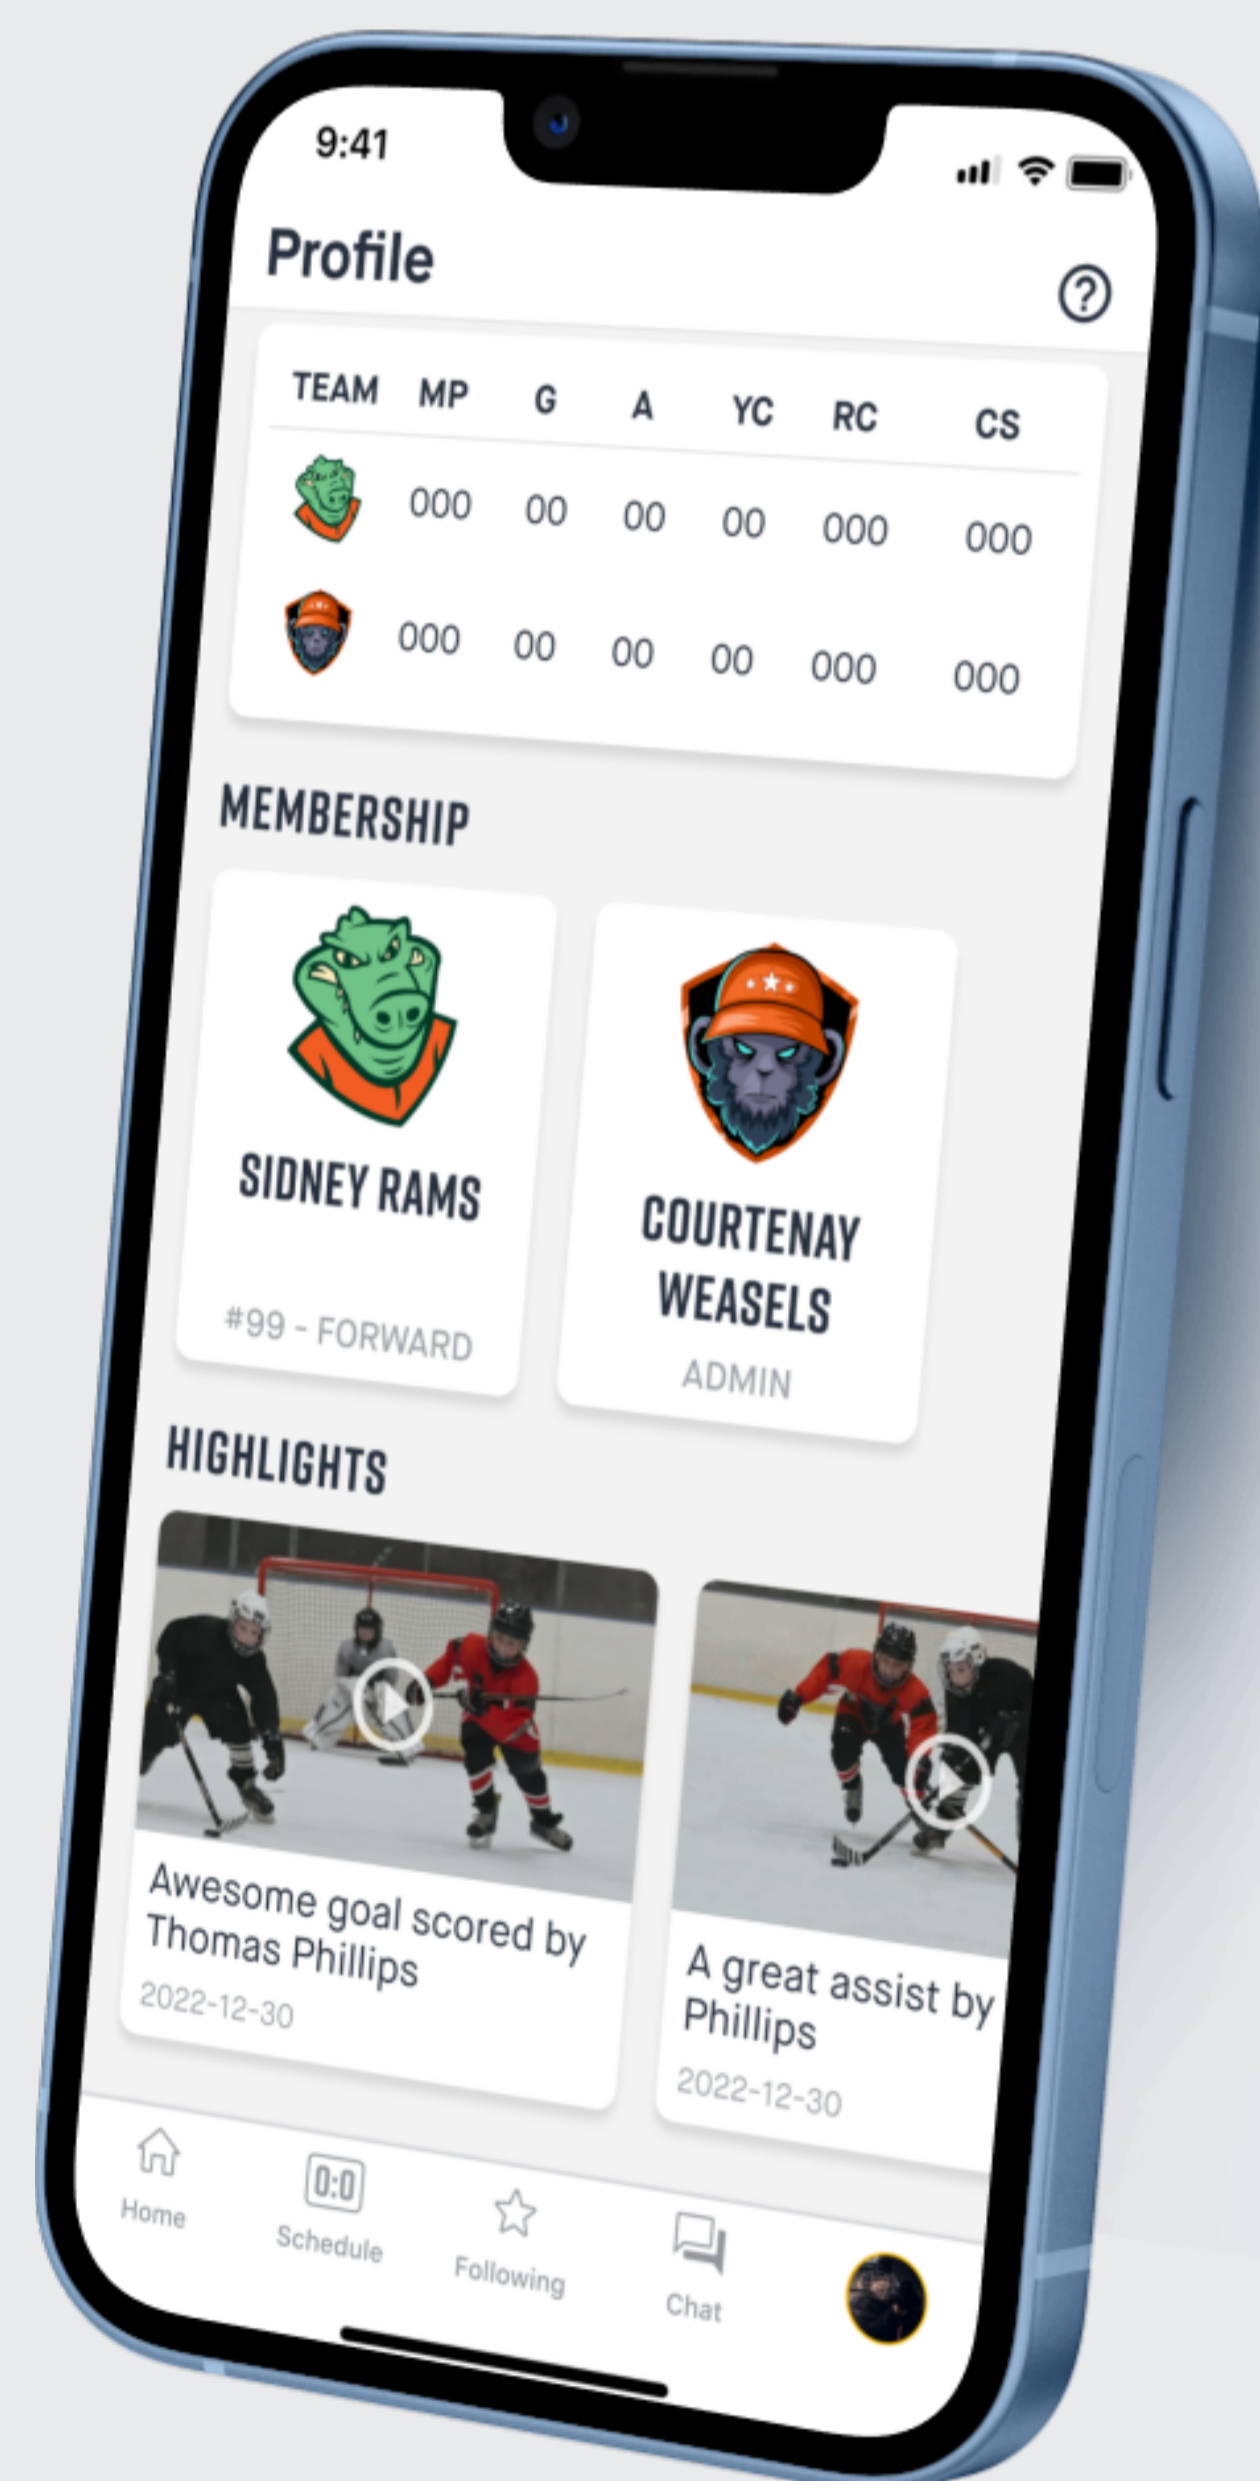 9:41
Profile
TEAM MP G A YC RC CS
000 00 00 00 000 000
000 00 00 00 000 000
MEMBERSHIP
SIDNEY RAMS
#99 - FORWARD
COURTENAY
WEASELS
ADMIN
HIGHLIGHTS
Awesome goal scored by
Thomas Phillips
2022-12-30
A great assist by
Phillips
2022-12-30
0:0
Home
Schedule
Following
Chat